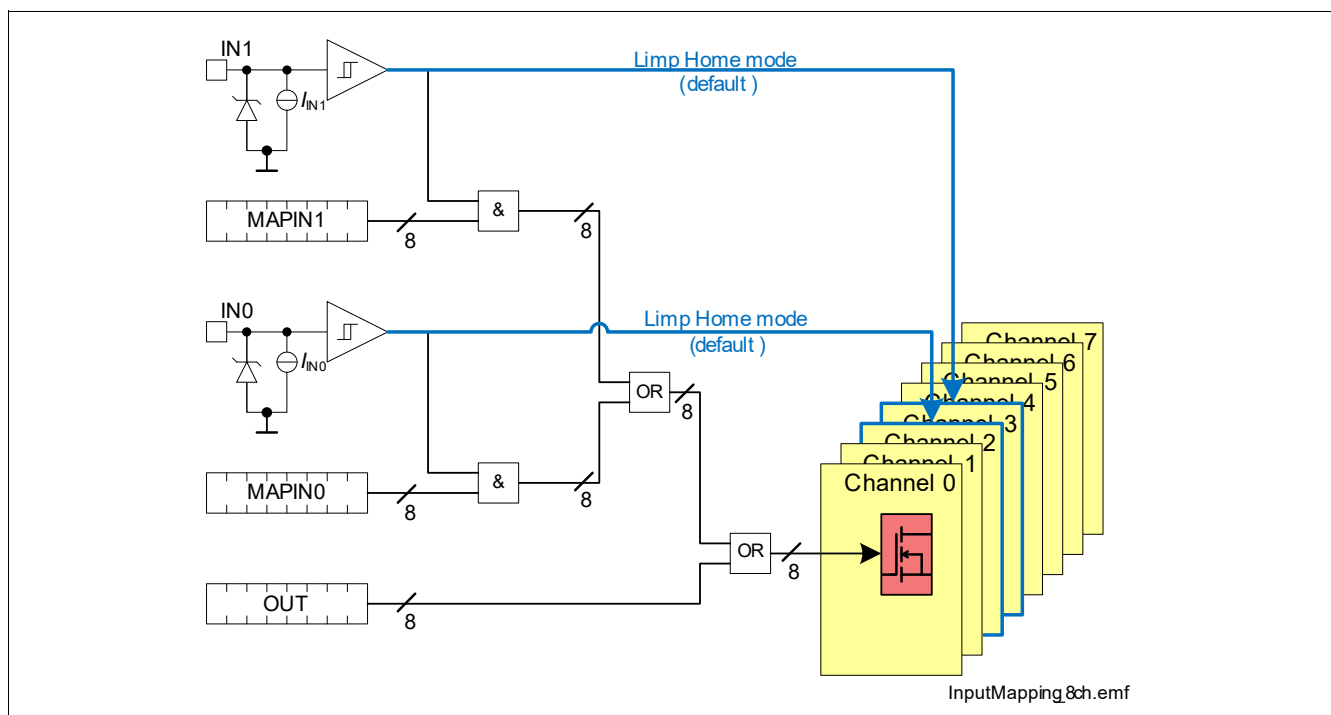 IN1
Limp Home mode
(default )
IIN1
MAPIN1
&
8
8
IN0
Limp Home mode
(default )
IIN0
Channel 7
Channel 6
Channel 5
Channel 4
Channel 3
Channel 2
Channel 1
Channel 0
OR
8
MAPIN0
&
8
8
OR
8
OUT
8
InputMapping_8ch.emf